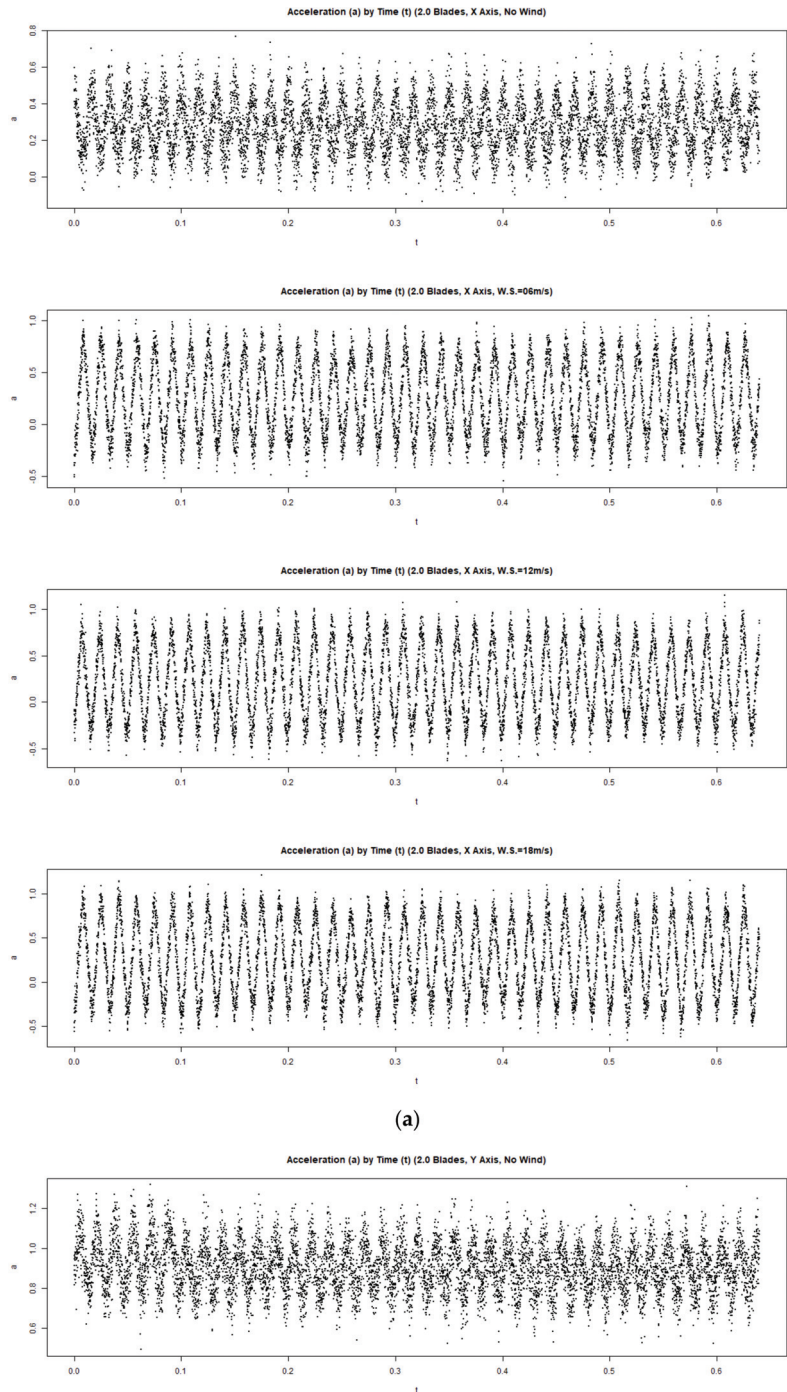 Acceleration (a) by Time (t) (2.0 Blades, X Axis, No Wind)
0.8
0.6
0.4
0.2
0.0
a
0.0 0.1 0.2 0.3 0.4 0.5 0.6
t
Acceleration (a) by Time (t) (2.0 Blades, X Axis, W.S.=06m/s)
1.0
0.5
0.0
-0.5
a
0.0 0.1 0.2 0.3 0.4 0.5 0.6
t
Acceleration (a) by Time (t) (2.0 Blades, X Axis, W.S.=12m/s)
1.0
0.5
0.0
-0.5
a
0.0 0.1 0.2 0.3 0.4 0.5 0.6
t
Acceleration (a) by Time (t) (2.0 Blades, X Axis, W.S.=18m/s)
1.0
0.5
0.0
-0.5
a
0.0 0.1 0.2 0.3 0.4 0.5 0.6
t
(a)
Acceleration (a) by Time (t) (2.0 Blades, Y Axis, No Wind)
1.2
1.0
0.8
0.6
a
0.0 0.1 0.2 0.3 0.4 0.5 0.6
t